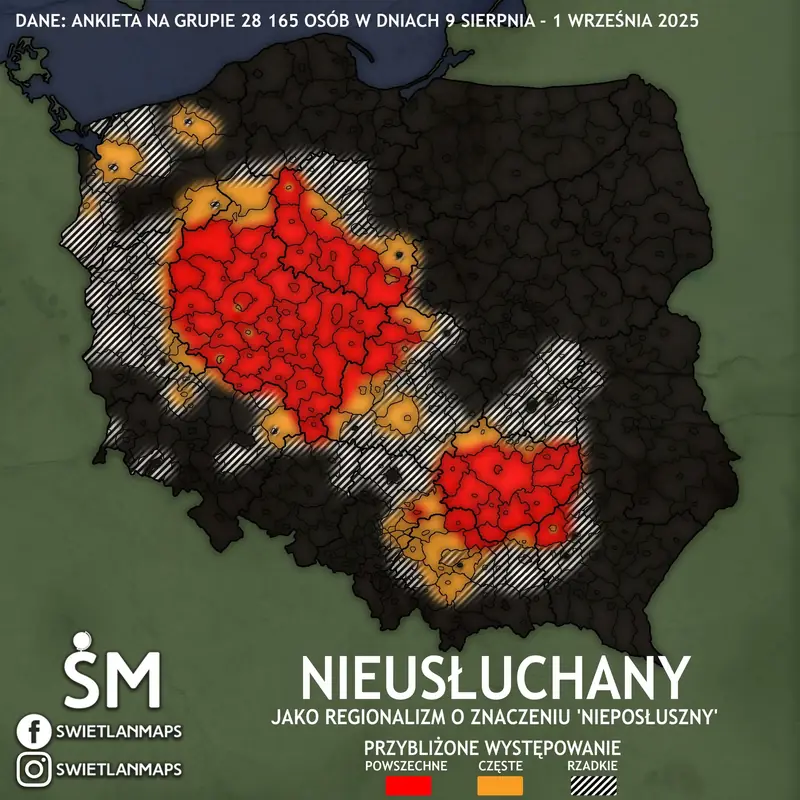 DANE: ANKIETA NA GRUPIE 28 165 OSÓB W DNIACH 9 SIERPNIA - 1 WRZEŚNIA 2025
ŚM
SWIETLANMAPS
SWIETLANMAPS
NIEUSŁUCHANY
JAKO REGIONALIZM O ZNACZENIU 'NIEPOSŁUSZNY'
PRZYBLIŻONE WYSTĘPOWANIE
POWSZECHNE CZĘSTE RZADKIE